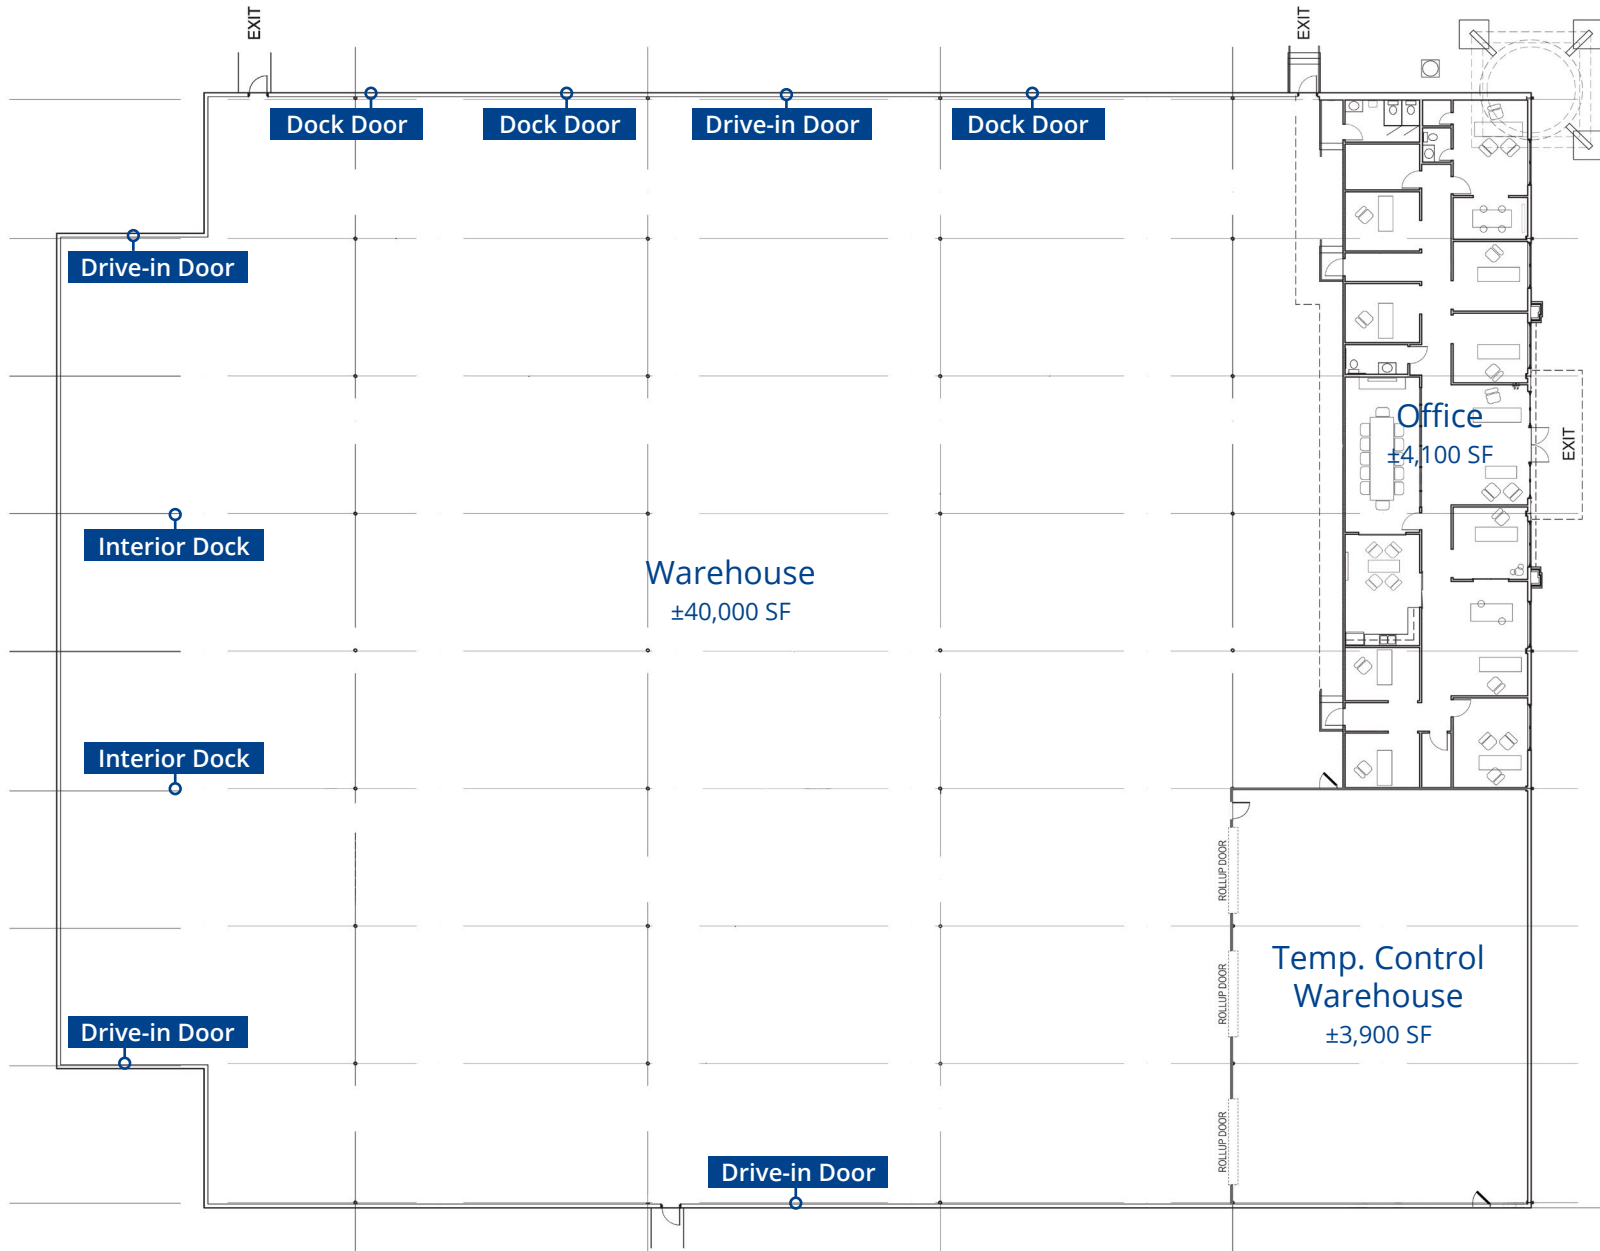 EXIT
EXIT
Dock Door
Dock Door
Drive-in Door
Dock Door
Drive-in Door
Office
±4,100 SF
EXIT
Interior Dock
Warehouse
±40,000 SF
Interior Dock
ROLLUP DOOR
Temp. Control
Warehouse
±3,900 SF
ROLLUP DOOR
Drive-in Door
ROLLUP DOOR
Drive-in Door